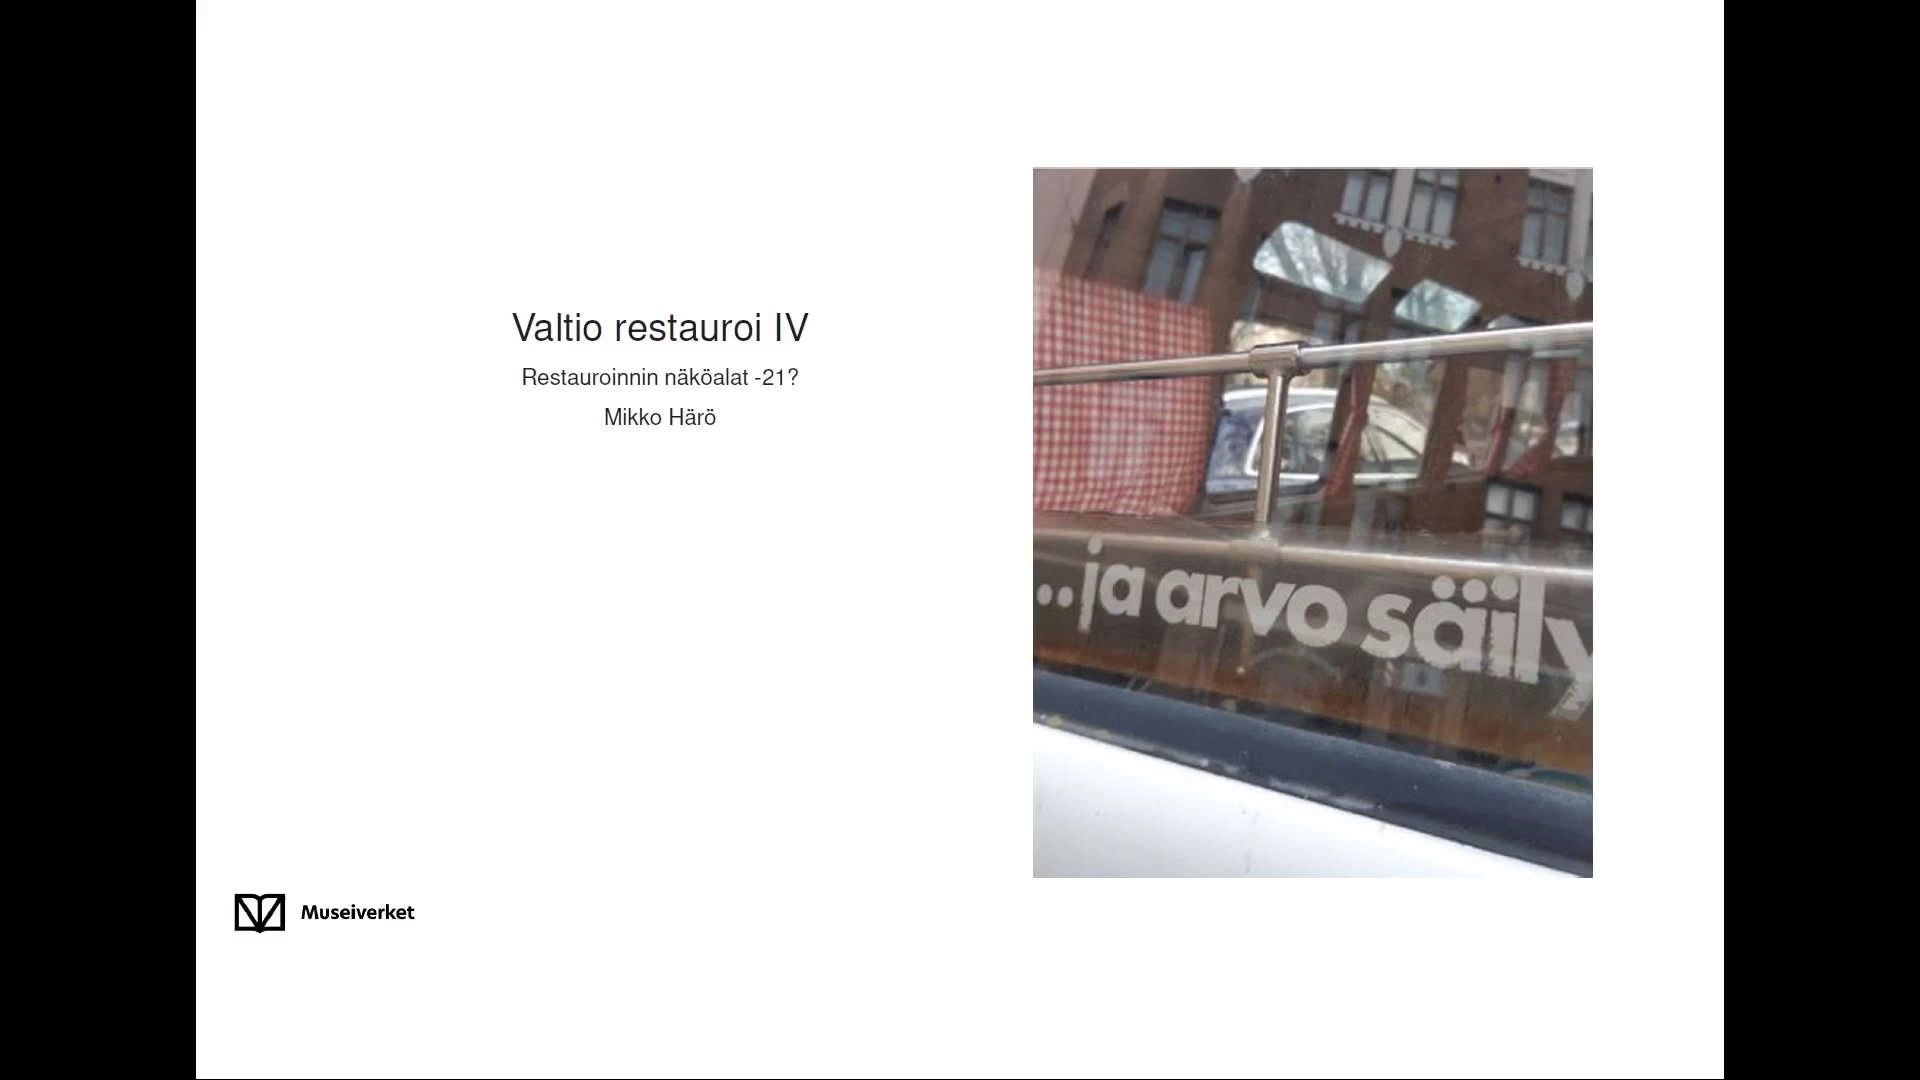 Valtio restauroi IV
Restauroinnin näköalat -21?
Mikko Härö
..ja arvo säily
Museiverket